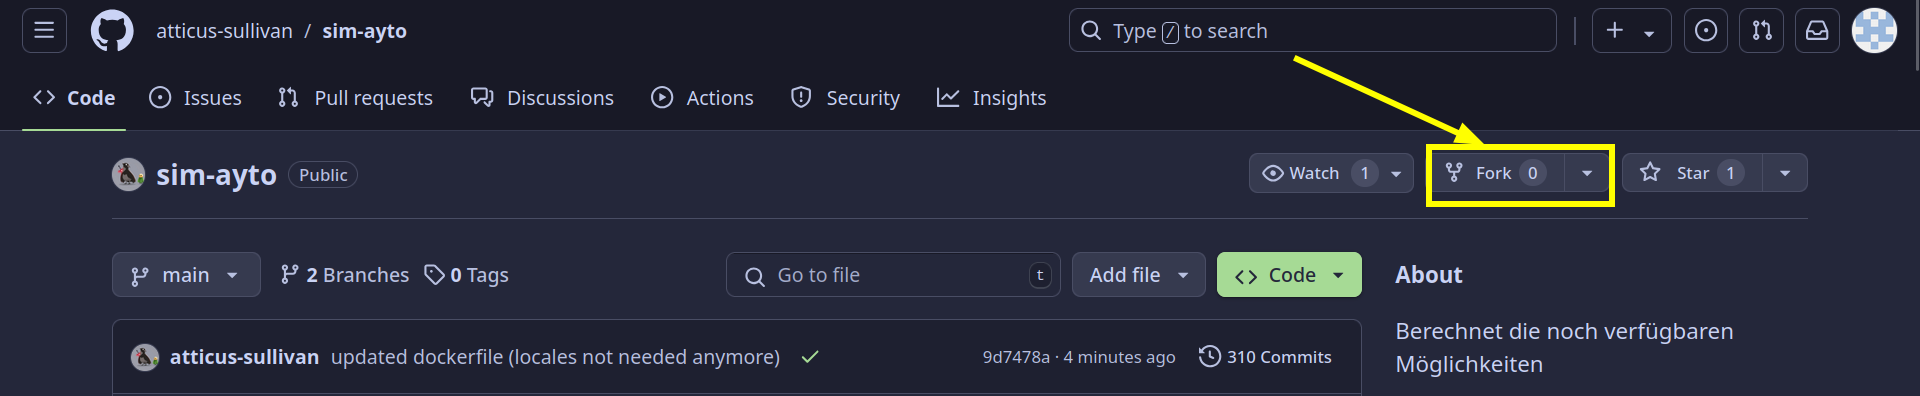 atticus-sullivan / sim-ayto
Type / to search
Code Issues Pull requests Discussions Actions Security Insights
sim-ayto Public
Watch 1 Fork 0 Star 1
main 2 Branches 0 Tags
Go to file t
Add file Code
About
atticus-sullivan updated dockerfile (locales not needed anymore)
9d7478a · 4 minutes ago 310 Commits
Berechnet die noch verfügbaren
Möglichkeiten